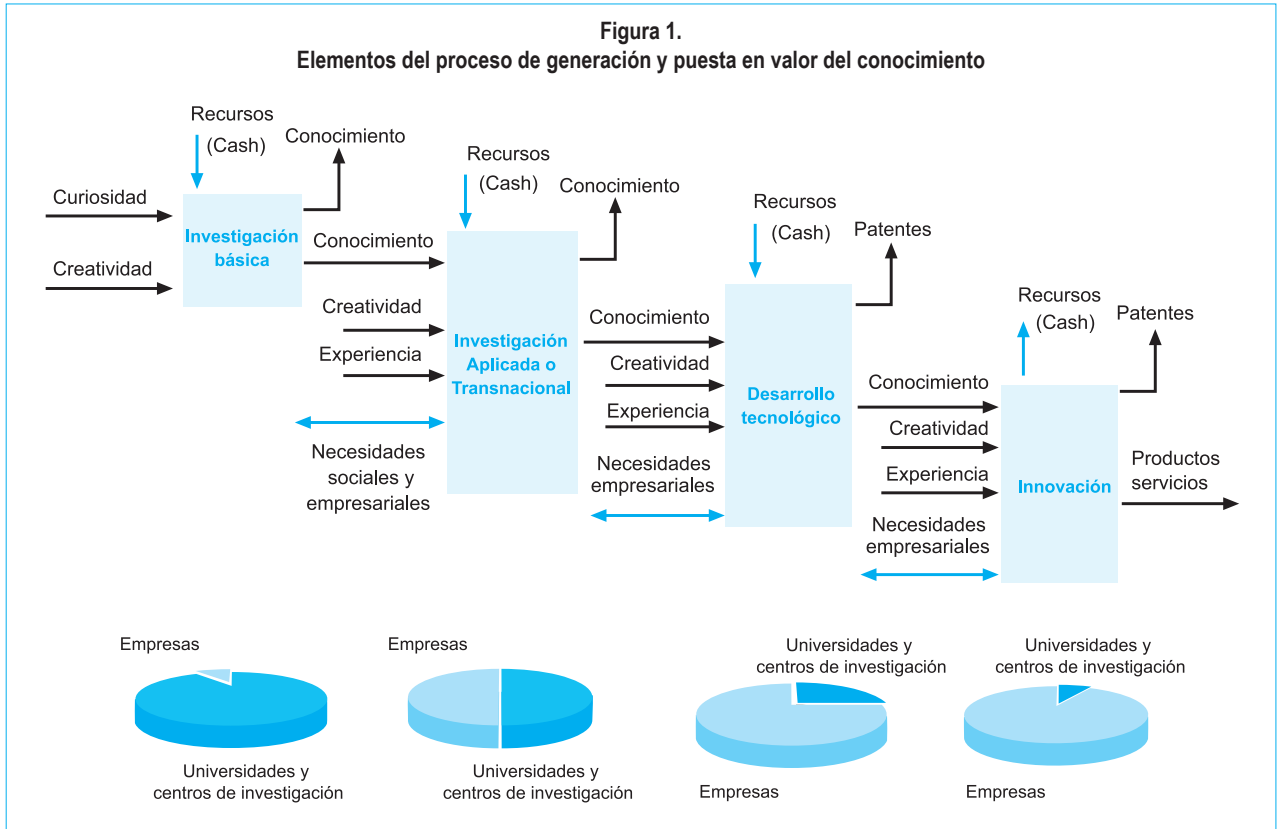 Figura 1.
Elementos del proceso de generación y puesta en valor del conocimiento
Recursos
(Cash)
Conocimiento
Curiosidad
Creatividad
Investigación
básica
Conocimiento
Recursos
(Cash)
Conocimiento
Creatividad
Experiencia
Investigación
Aplicada o
Transnacional
Necesidades
sociales y
empresariales
Recursos
(Cash)
Patentes
Conocimiento
Creatividad
Experiencia
Desarrollo
tecnológico
Necesidades
empresariales
Recursos
(Cash)
Patentes
Conocimiento
Creatividad
Experiencia
Innovación
Productos
servicios
Necesidades
empresariales
Empresas
Universidades y
centros de investigación
Empresas
Universidades y
centros de investigación
Universidades y
centros de investigación
Empresas
Universidades y
centros de investigación
Empresas